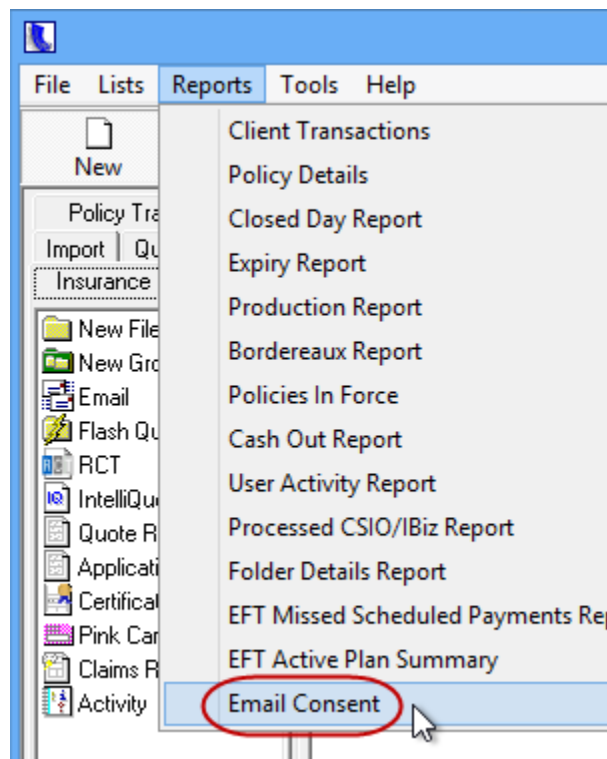 File Lists Reports Tools Help
New
Client Transactions
Policy Details
Closed Day Report
Expiry Report
Production Report
Bordereaux Report
Policies In Force
Cash Out Report
User Activity Report
Processed CSIO/IBiz Report
Folder Details Report
EFT Missed Scheduled Payments Rep
EFT Active Plan Summary
Email Consent
Policy Tra
Import Qu
Insurance
New File
New Gro
Email
Flash Qu
RCT
IQ IntelliQu
Quote R
Applicati
Certificat
Pink Car
Claims R
Activity